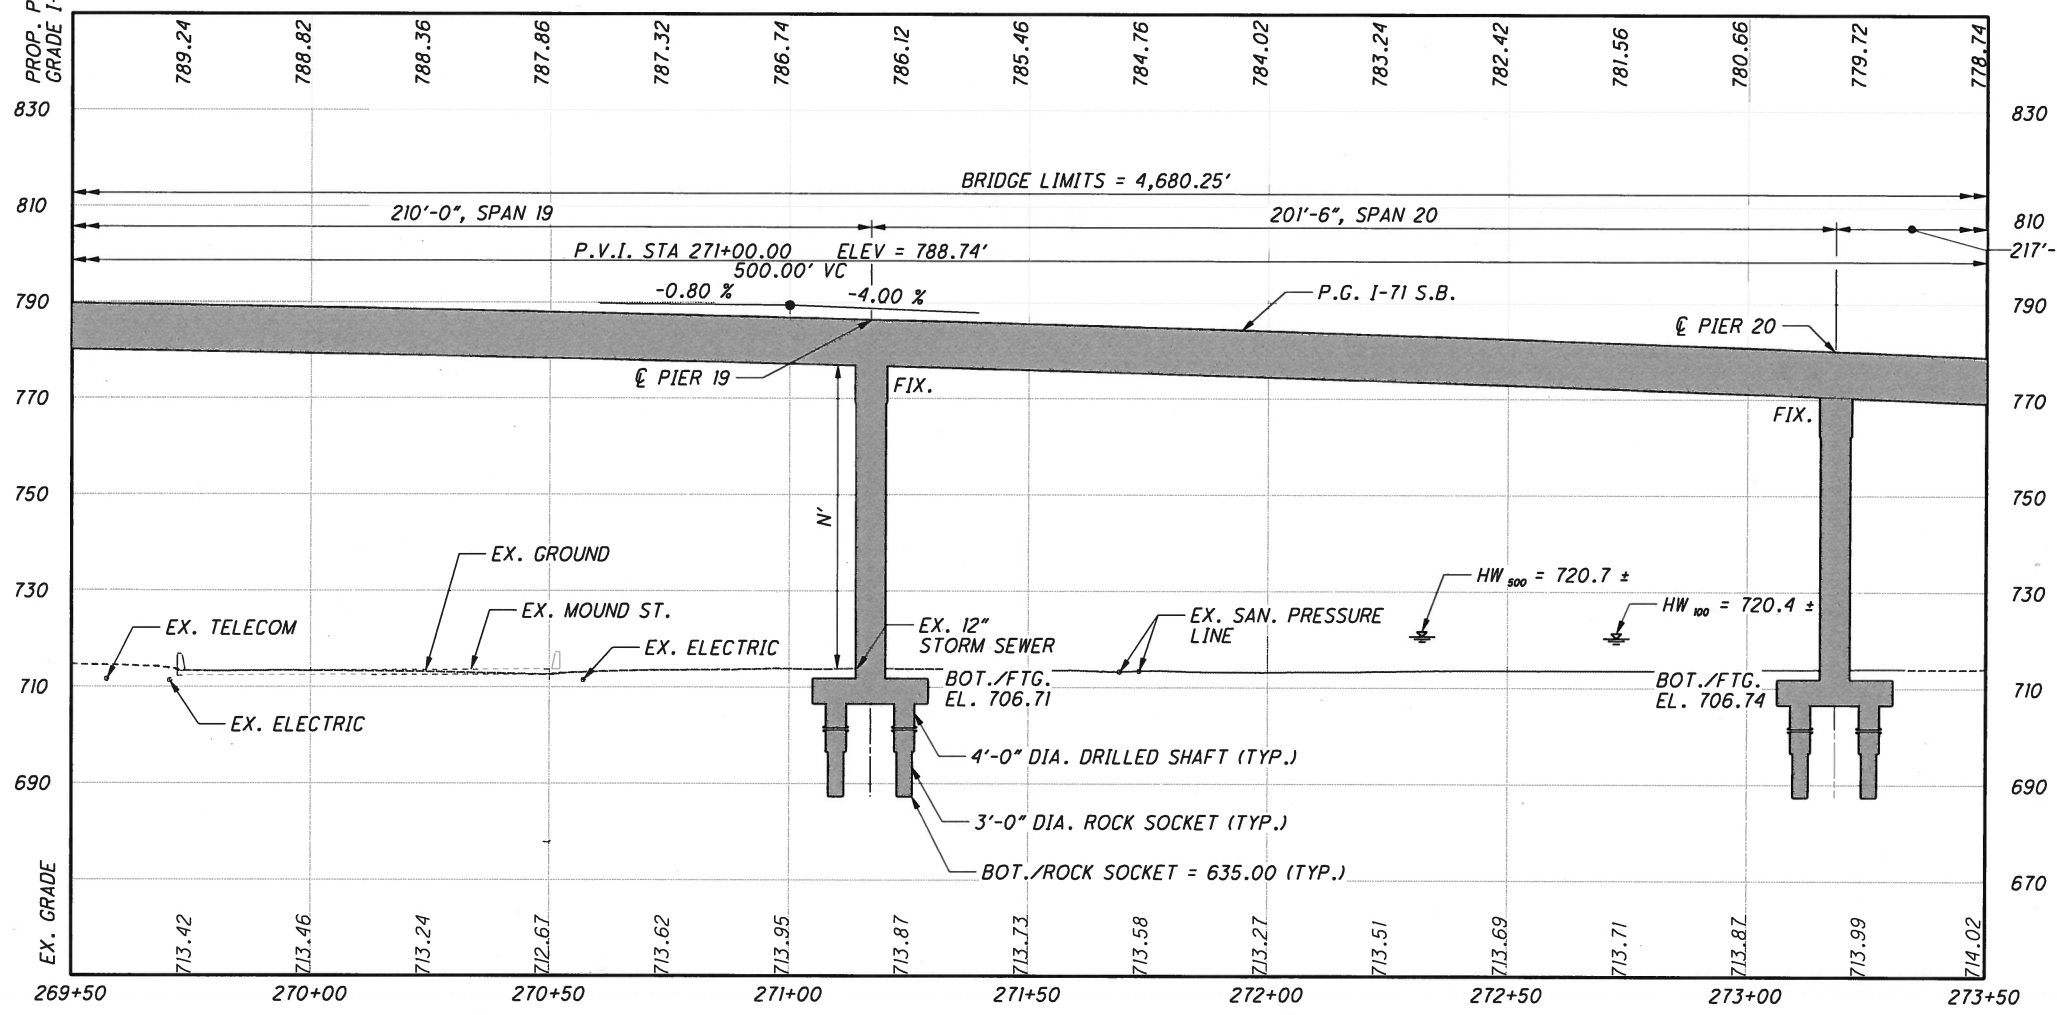 PROP. P
GRADE I-
789.24 788.82 788.36 787.86 787.32 786.74 786.12 785.46 784.76 784.02 783.24 782.42 781.56 780.66 779.72 778.74
830 830
BRIDGE LIMITS = 4,680.25'
810 810
210'-0", SPAN 19
201'-6", SPAN 20
217'-
P.V.I. STA 271+00.00 ELEV = 788.74'
500.00' VC
-0.80 % -4.00 %
P.G. I-71 S.B.
790 790
℄ PIER 20
℄ PIER 19
FIX.
770 770
FIX.
750 750
N'
EX. GROUND
HW500 = 720.7 ±
730 730
EX. MOUND ST.
HW100 = 720.4 ±
EX. TELECOM
EX. ELECTRIC
EX. 12"
STORM SEWER
EX. SAN. PRESSURE
LINE
710 710
BOT./FTG.
EL. 706.71
BOT./FTG.
EL. 706.74
EX. ELECTRIC
4'-0" DIA. DRILLED SHAFT (TYP.)
690 690
3'-0" DIA. ROCK SOCKET (TYP.)
BOT./ROCK SOCKET = 635.00 (TYP.)
670
EX. GRADE
713.42 713.46 713.24 712.67 713.62 713.95 713.87 713.73 713.58 713.27 713.51 713.69 713.71 713.87 713.99 714.02
269+50 270+00 270+50 271+00 271+50 272+00 272+50 273+00 273+50